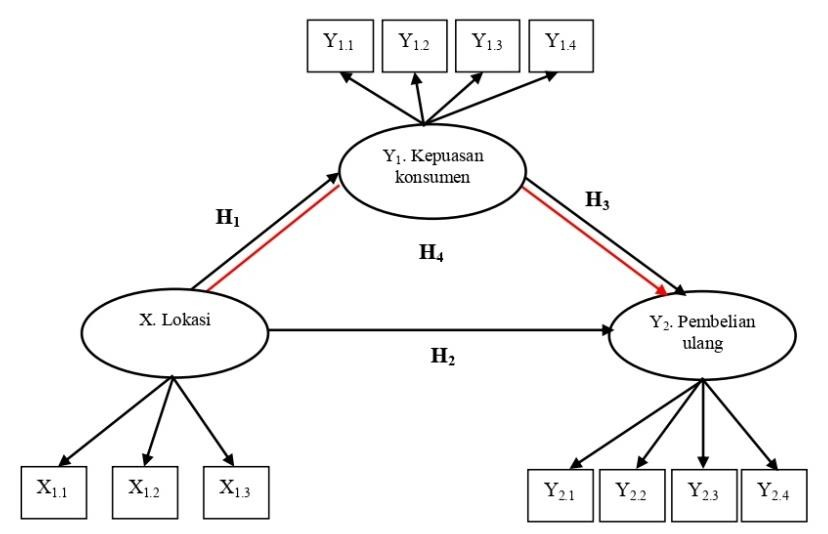 Y1.1 Y1.2 Y1.3 Y1.4
Y1. Kepuasan
konsumen
H1
H3
H4
X. Lokasi
Y2. Pembelian
ulang
H2
X1.1 X1.2 X1.3
Y2.1 Y2.2 Y2.3 Y2.4